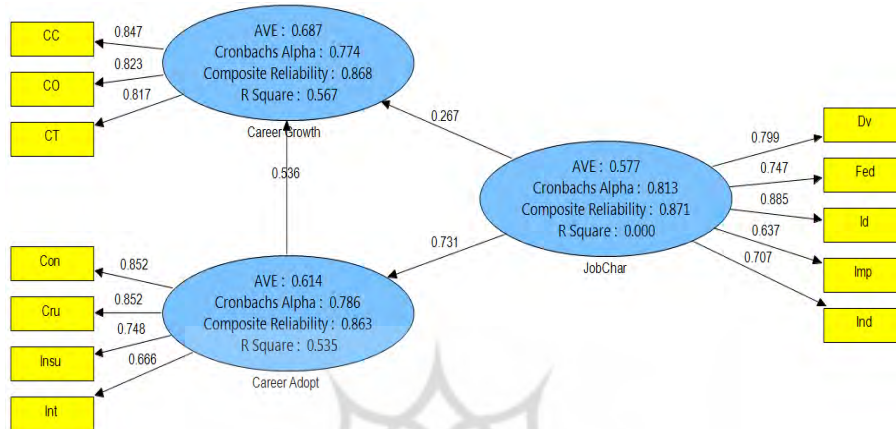 CC
0.847
CO
0.823
CT
0.817
AVE : 0.687
Cronbachs Alpha : 0.774
Composite Reliability : 0.868
R Square : 0.567
Career Growth
0.267
0.536
0.731
AVE : 0.577
Cronbachs Alpha : 0.813
Composite Reliability : 0.871
R Square : 0.000
JobChar
0.799
Dv
0.747
Fed
0.885
Id
0.637
Imp
0.707
Ind
Con
0.852
Cru
0.852
Insu
0.748
Int
0.666
AVE : 0.614
Cronbachs Alpha : 0.786
Composite Reliability : 0.863
R Square : 0.535
Career Adopt